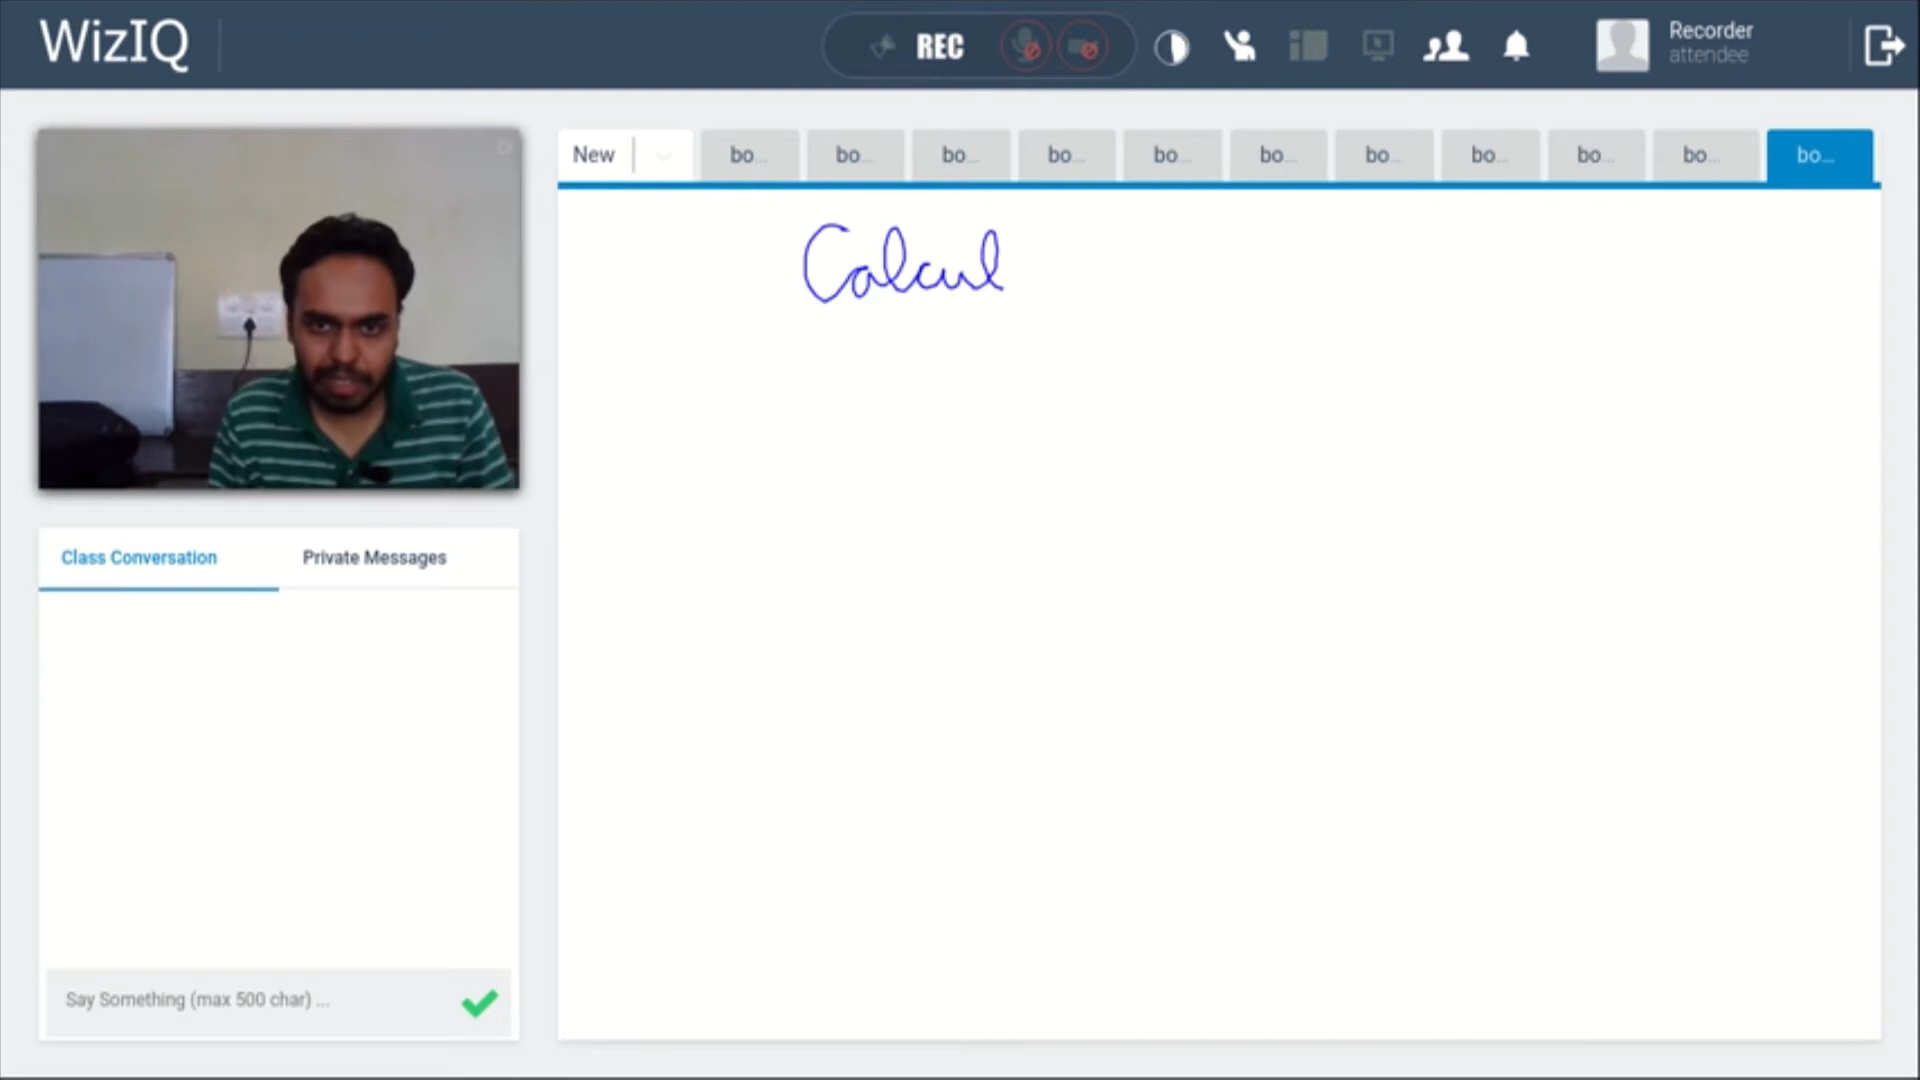 WizIQ
REC
Recorder
attendee
New
bo...
bo...
bo...
bo...
bo...
bo...
bo...
bo...
bo...
bo...
bo...
Calcul
Class Conversation
Private Messages
Say Something (max 500 char) ...